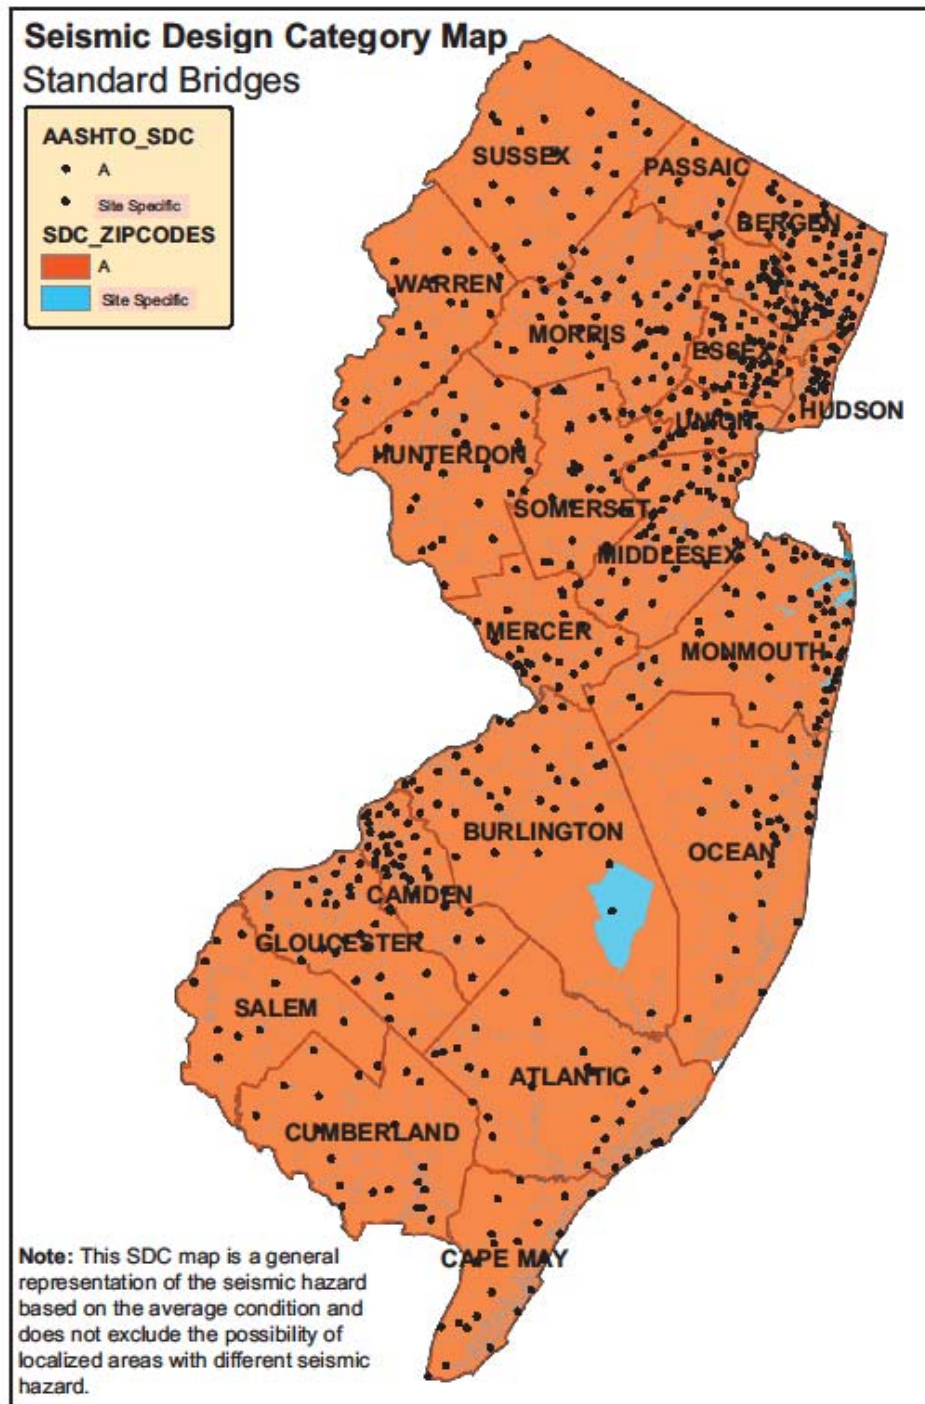 Seismic Design Category Map
Standard Bridges
AASHTO_SDC
A
Site Specific
SDC_ZIPCODES
A
Site Specific
SUSSEX
PASSAIC
BERGEN
WARREN
MORRIS
ESSEX
HUDSON
UNION
HUNTERDON
SOMERSET
MIDDLESEX
MERCER
MONMOUTH
BURLINGTON
OCEAN
CAMDEN
GLOUCESTER
SALEM
ATLANTIC
CUMBERLAND
CAPE MAY
Note: This SDC map is a general
representation of the seismic hazard
based on the average condition and
does not exclude the possibility of
localized areas with different seismic
hazard.